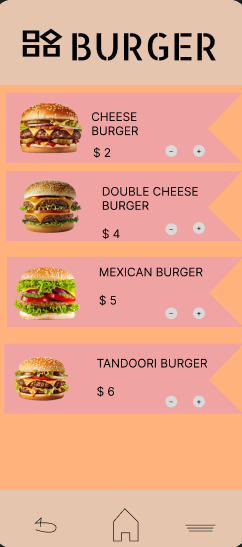 BURGER
CHEESE
BURGER
$ 2
- +
DOUBLE CHEESE
BURGER
$ 4
- +
MEXICAN BURGER
$ 5
- +
TANDOORI BURGER
$ 6
- +